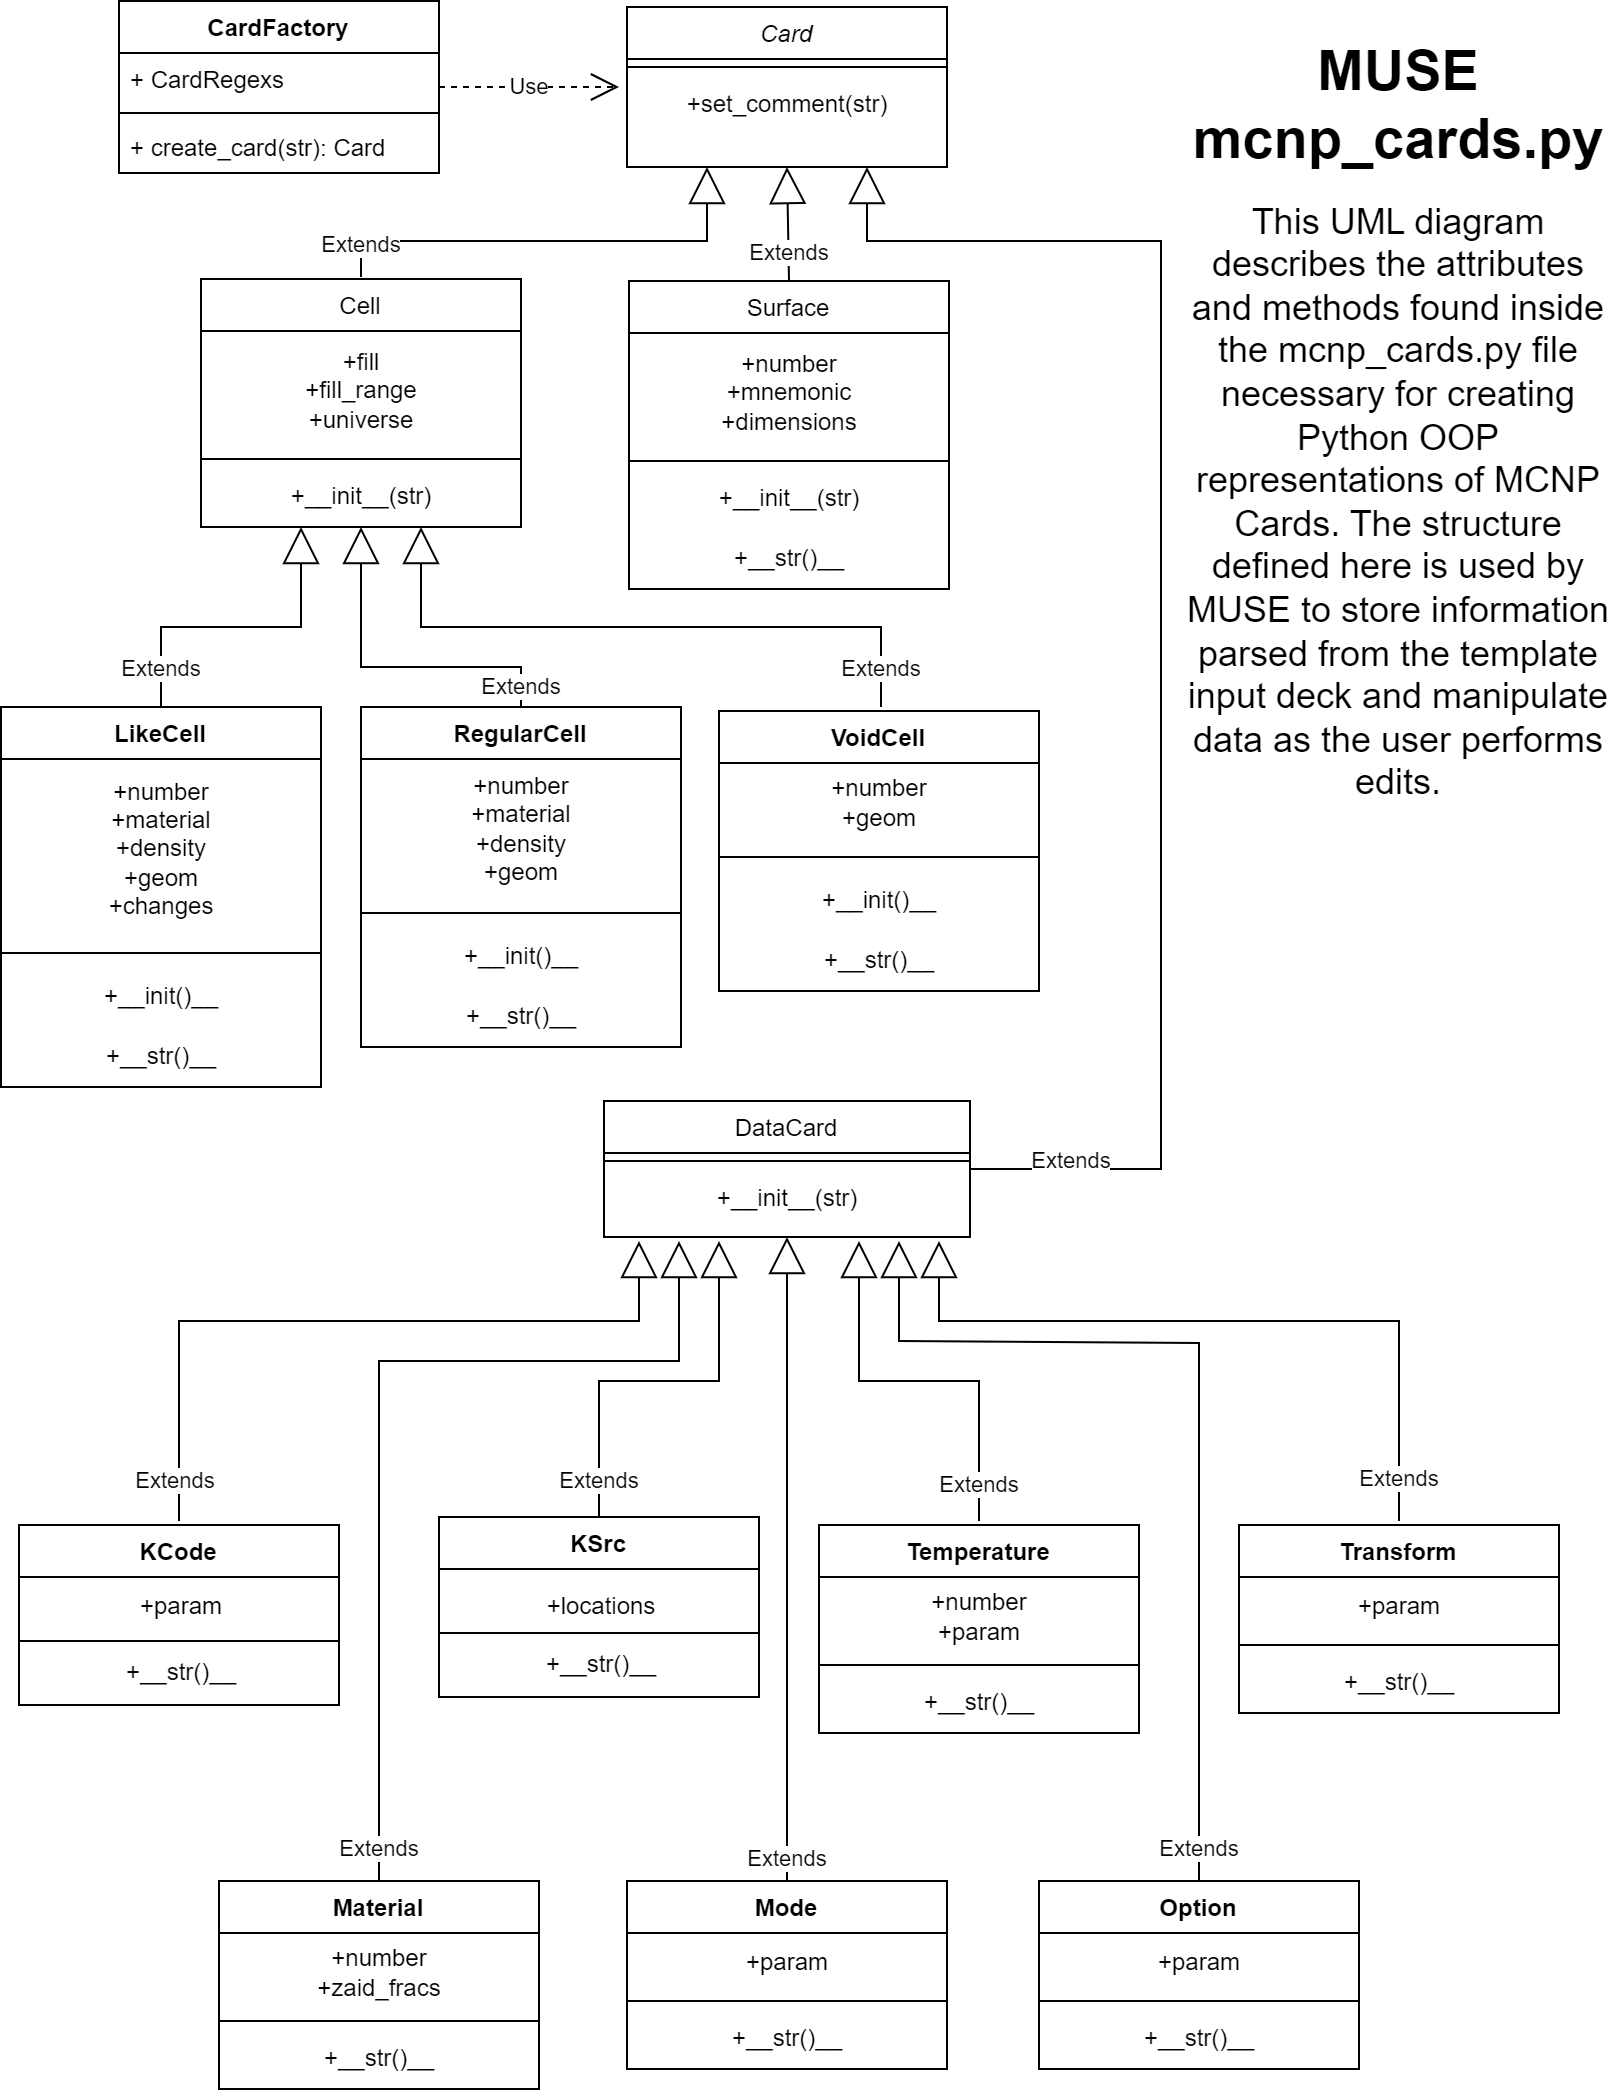 CardFactory
+ CardRegexs
+ create_card(str): Card
Use
Card
+set_comment(str)
MUSE
mcnp_cards.py
This UML diagram
describes the attributes
and methods found inside
the mcnp_cards.py file
necessary for creating
Python OOP
representations of MCNP
Cards. The structure
defined here is used by
MUSE to store information
parsed from the template
input deck and manipulate
data as the user performs
edits.
Extends
Extends
Cell
+fill
+fill_range
+universe
+__init__(str)
Surface
+number
+mnemonic
+dimensions
+__init__(str)
+__str()__
Extends
Extends
Extends
LikeCell
+number
+material
+density
+geom
+changes
+__init()__
+__str()__
RegularCell
+number
+material
+density
+geom
+__init()__
+__str()__
VoidCell
+number
+geom
+__init()__
+__str()__
DataCard
+__init__(str)
Extends
Extends
Extends
Extends
Extends
KCode
+param
+__str()__
KSrc
+locations
+__str()__
Temperature
+number
+param
+__str()__
Transform
+param
+__str()__
Extends
Extends
Extends
Material
+number
+zaid_fracs
+__str()__
Mode
+param
+__str()__
Option
+param
+__str()__